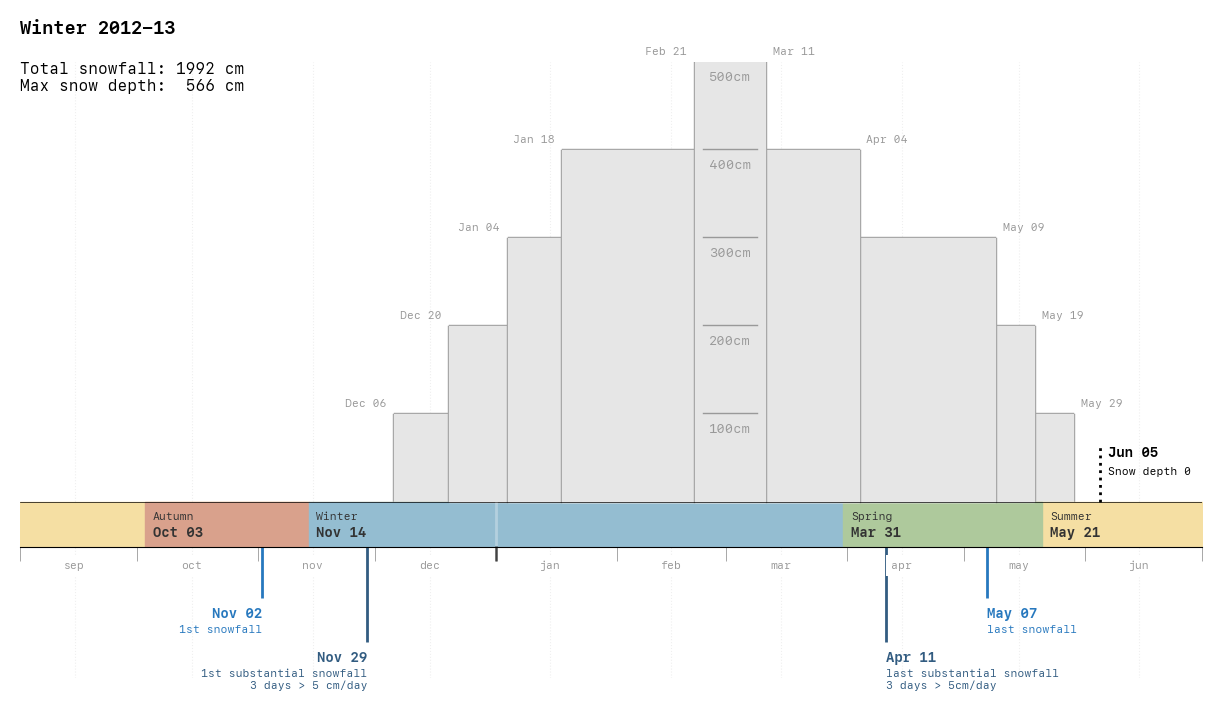 Winter 2012–13
Total snowfall: 1992 cm
Max snow depth: 566 cm
Feb 21
Mar 11
500cm
Jan 18
Apr 04
400cm
Jan 04
May 09
300cm
Dec 20
May 19
200cm
Dec 06
May 29
100cm
Jun 05
Snow depth 0
Autumn
Oct 03
Winter
Nov 14
Spring
Mar 31
Summer
May 21
sep oct nov dec jan feb mar apr may jun
Nov 02
1st snowfall
May 07
last snowfall
Nov 29
1st substantial snowfall
3 days > 5 cm/day
Apr 11
last substantial snowfall
3 days > 5cm/day